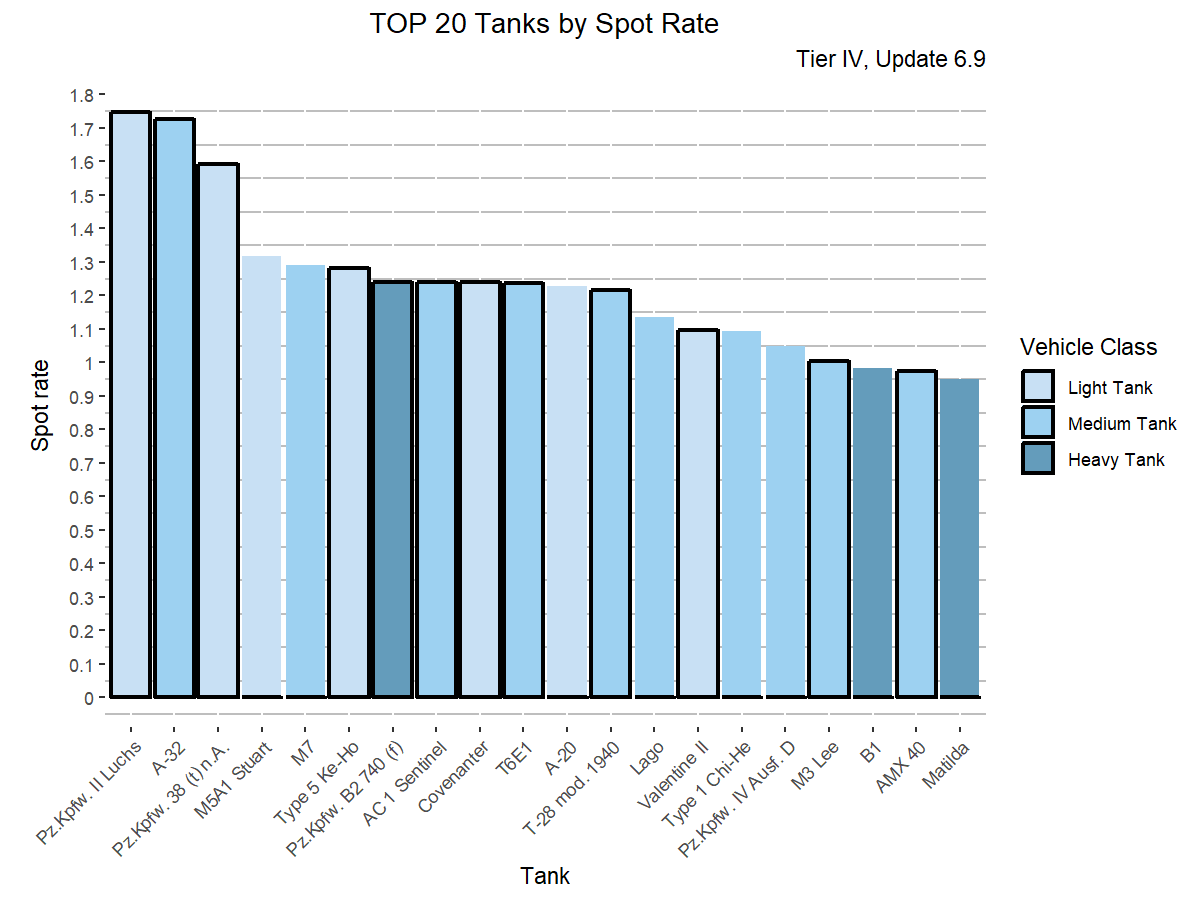 TOP 20 Tanks by Spot Rate
Tier IV, Update 6.9
1.8
1.7
1.6
1.5
1.4
1.3
1.2
1.1
1
0.9
0.8
0.7
0.6
0.5
0.4
0.3
0.2
0.1
0
Spot rate
Pz.Kpfw. II Luchs
A-32
Pz.Kpfw. 38 (t) n.A.
M5A1 Stuart
M7
Type 5 Ke-Ho
Pz.Kpfw. B2 740 (f)
AC 1 Sentinel
Covenanter
T6E1
A-20
T-28 mod. 1940
Lago
Valentine II
Type 1 Chi-He
Pz.Kpfw. IV Ausf. D
M3 Lee
B1
AMX 40
Matilda
Tank
Vehicle Class
Light Tank
Medium Tank
Heavy Tank